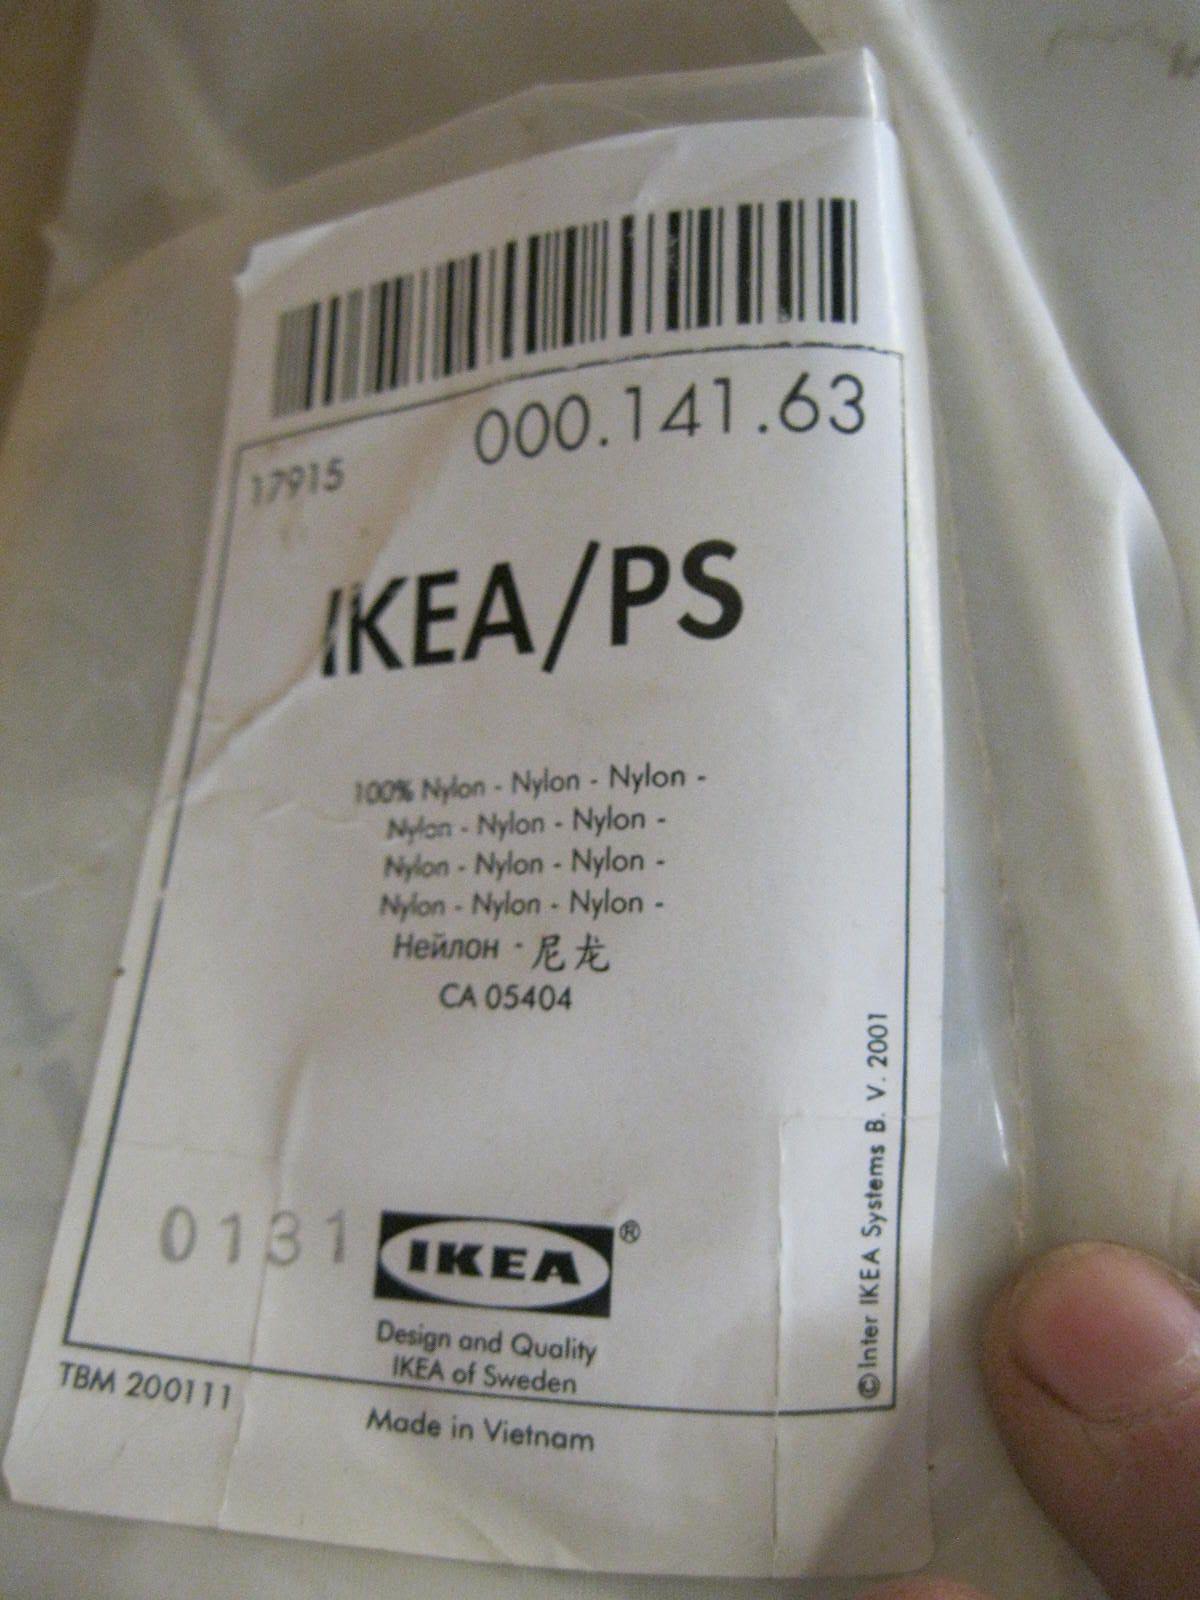 000.141.63
17915
IKEA/PS
100% Nylon - Nylon - Nylon -
Nylon - Nylon - Nylon -
Nylon - Nylon - Nylon -
Nylon - Nylon - Nylon -
Нейлон - 尼龙
CA 05404
© Inter IKEA Systems B. V. 2001
0131
IKEA®
Design and Quality
IKEA of Sweden
TBM 200111
Made in Vietnam